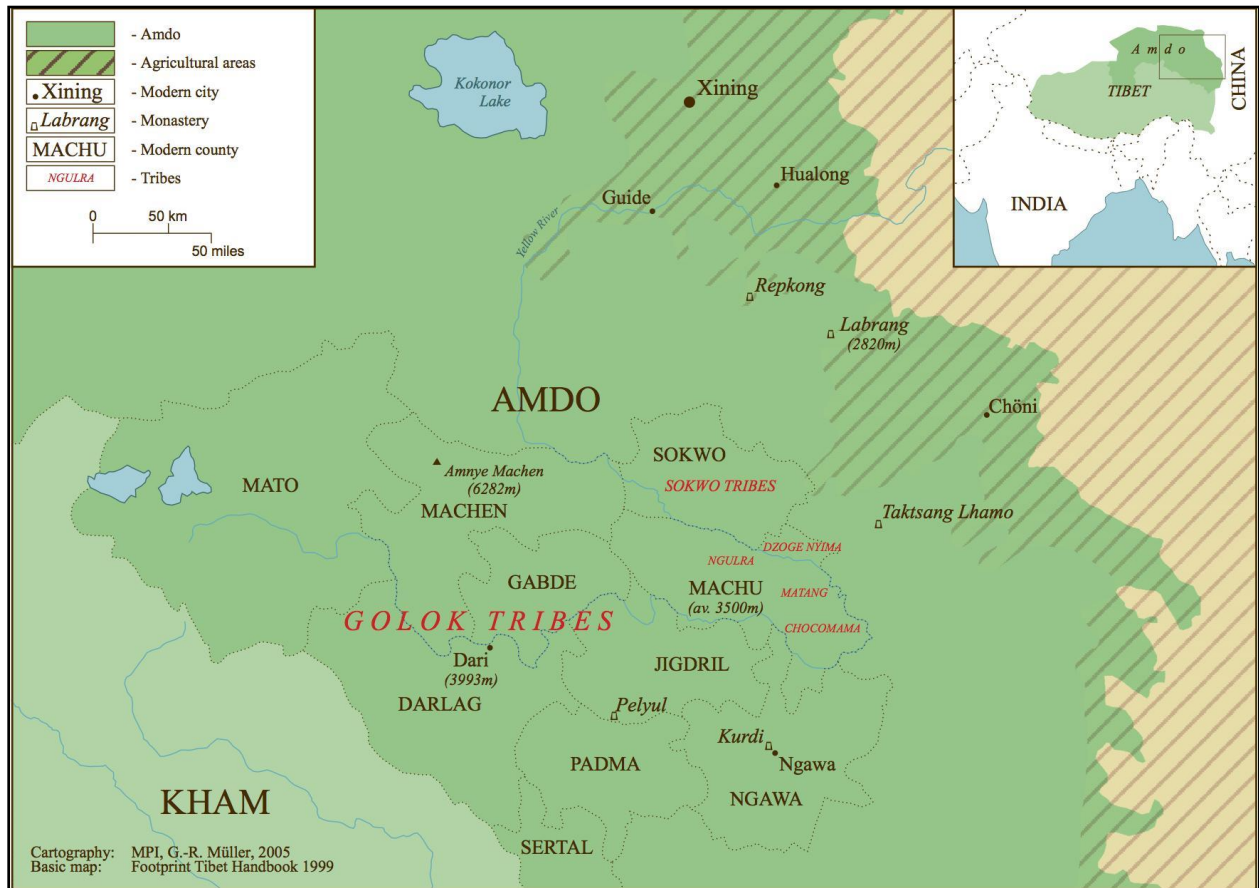 - Amdo
- Agricultural areas
Xining - Modern city
Labrang - Monastery
MACHU - Modern county
NGULRA - Tribes
0 50 km
50 miles
Kokonor
Lake
Xining
Hualong
Guide
Yellow River
Repkong
Labrang
(2820m)
Chöni
AMDO
Amdo
TIBET
CHINA
INDIA
MATO
Amnye Machen
(6282m)
MACHEN
SOKWO
SOKWO TRIBES
Taktsang Lhamo
DZOGE NYIMA
NGULRA
MACHU
(av. 3500m)
MATANG
CHOCOMAMA
GABDE
GOLOK TRIBES
Dari
(3993m)
DARLAG
JIGDRIL
Pelyul
Kurdi
Ngawa
PADMA
NGAWA
SERTAL
KHAM
Cartography: MPI, G.-R. Müller, 2005
Basic map: Footprint Tibet Handbook 1999